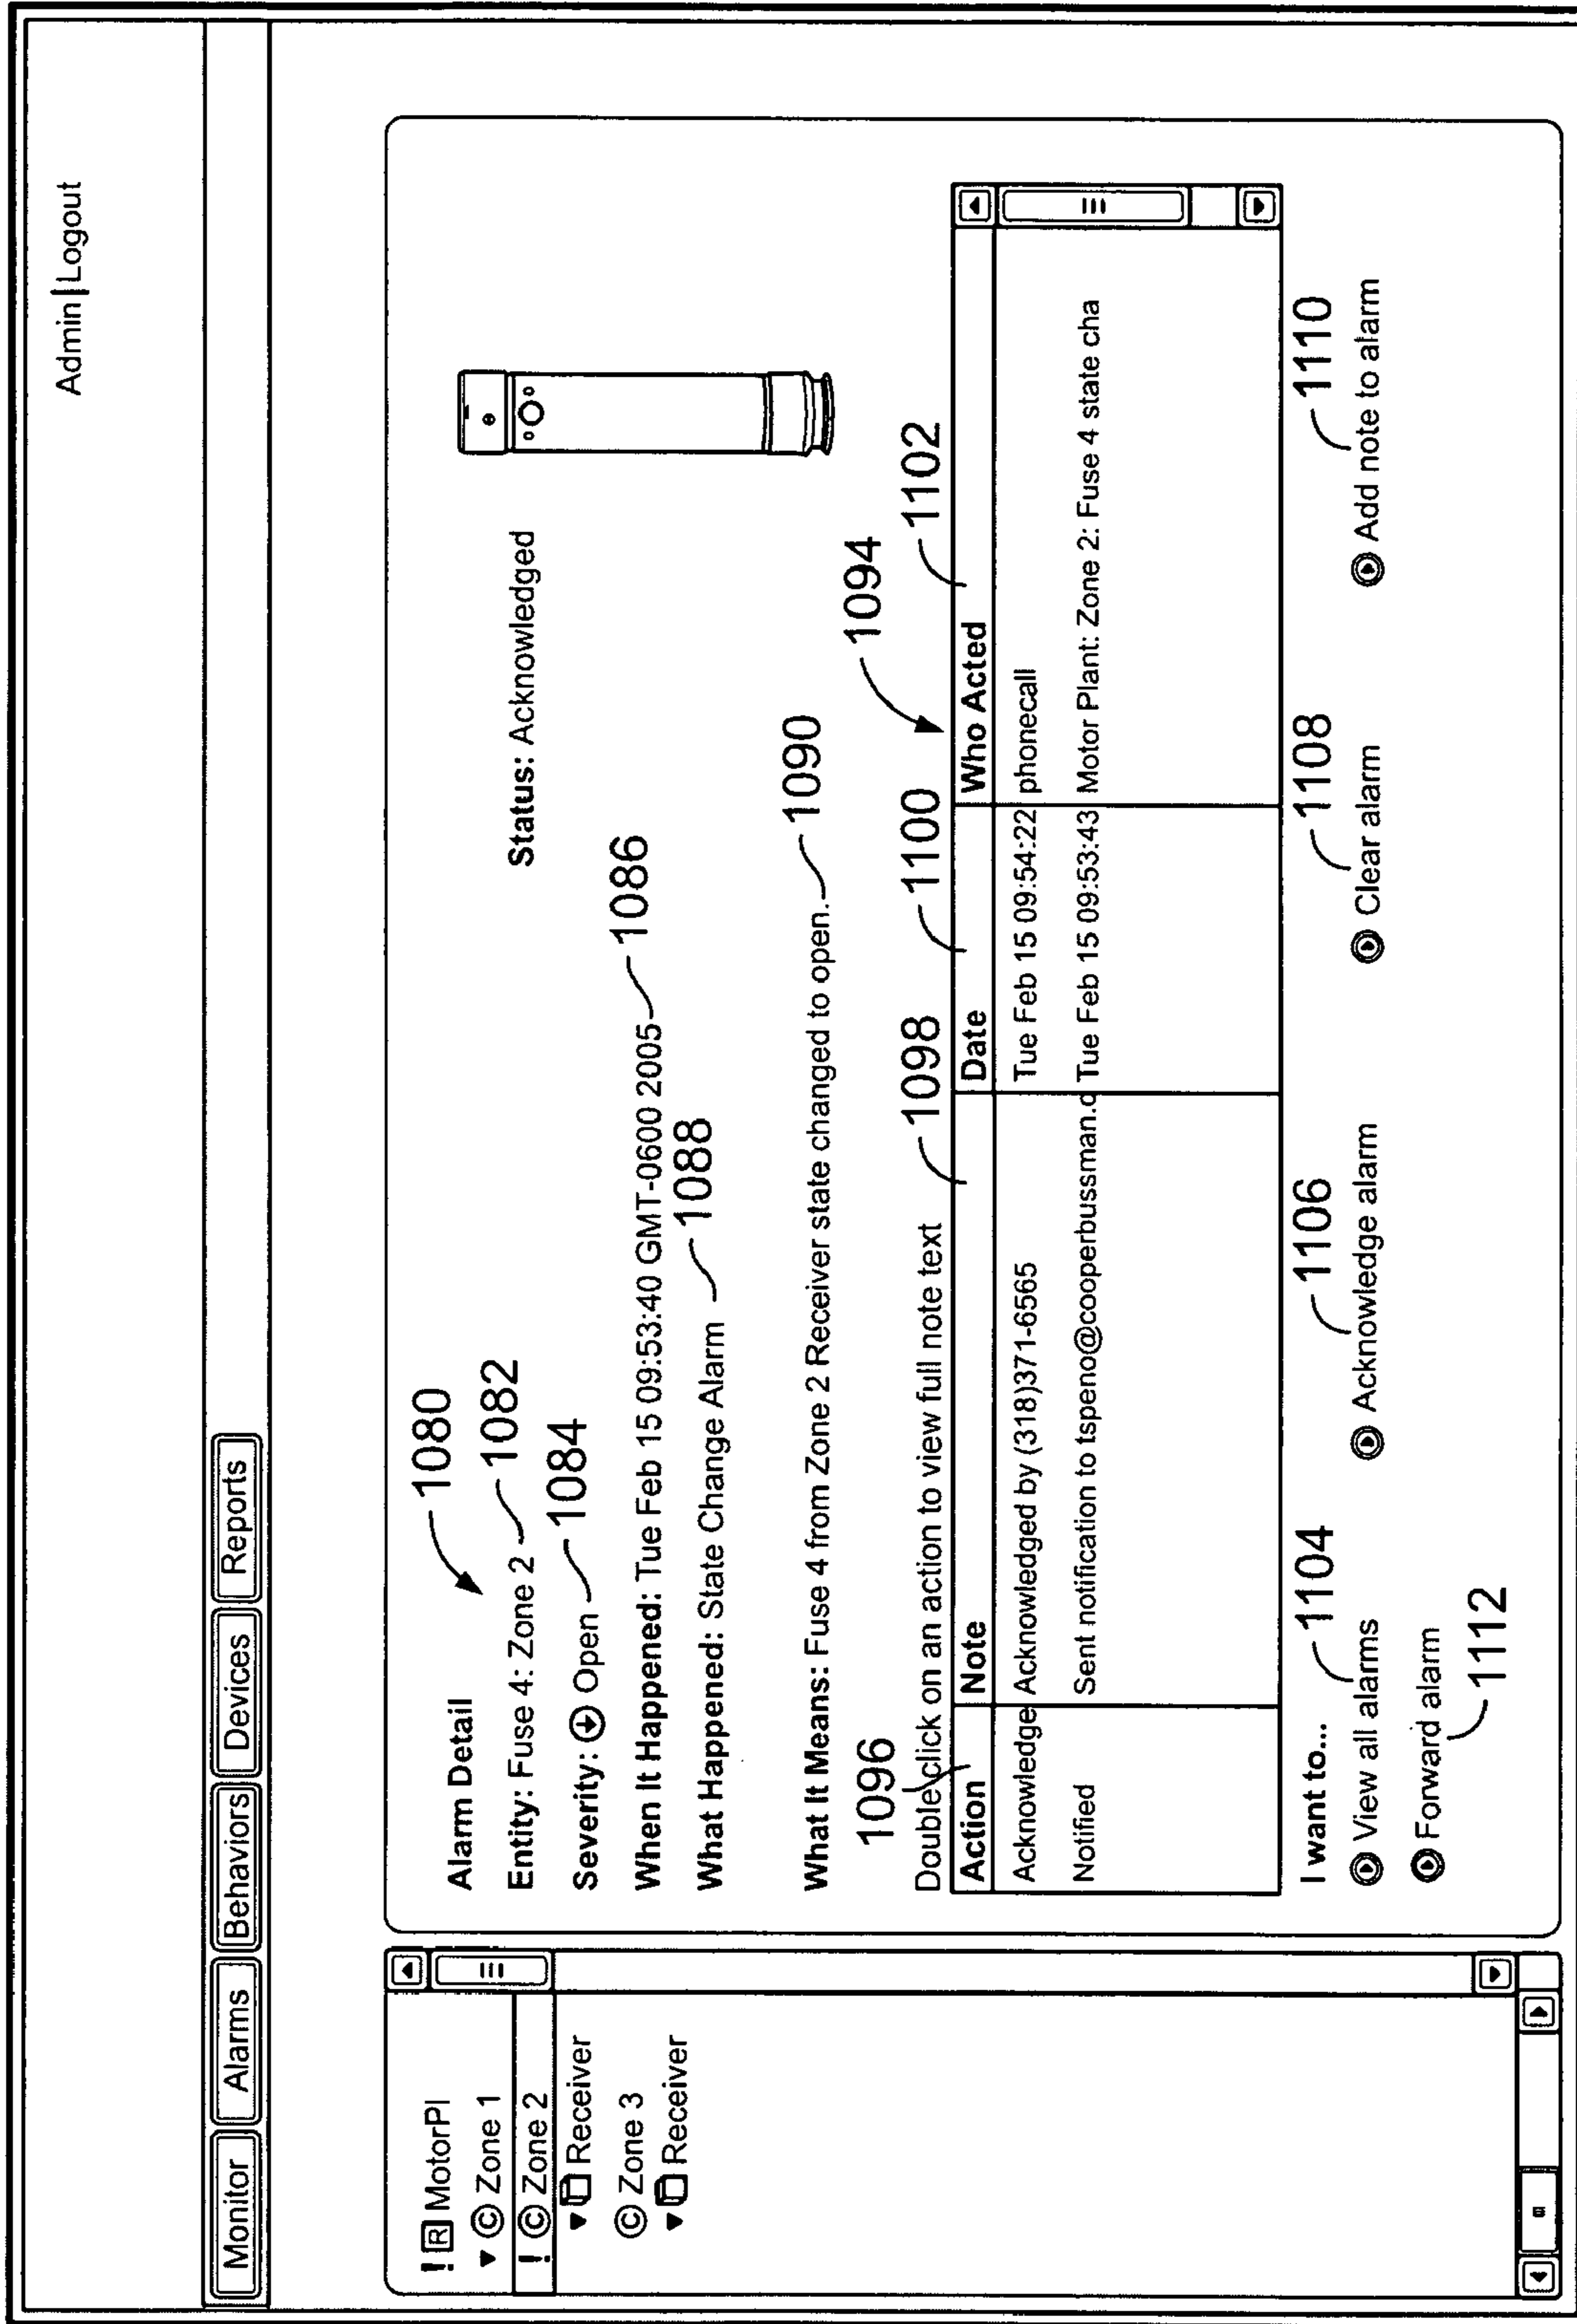 Admin|Logout
Monitor Alarms Behaviors Devices Reports
! R MotorPl
▾ © Zone 1
! © Zone 2
▾ Receiver
© Zone 3
▾ Receiver
Alarm Detail
1080
Entity: Fuse 4: Zone 2
1082
Status: Acknowledged
Severity: Open
1084
When It Happened: Tue Feb 15 09:53:40 GMT-0600 2005
1086
What Happened: State Change Alarm
1088
What It Means: Fuse 4 from Zone 2 Receiver state changed to open.
1090
1094
1096
1098
1100
1102
Double click on an action to view full note text
Action Note Date Who Acted
Acknowledge Acknowledged by (318)371-6565 Tue Feb 15 09:54:22 phonecall
Notified Sent notification to tspeno@cooperbussman.c Tue Feb 15 09:53:43 Motor Plant: Zone 2: Fuse 4 state cha
I want to...
1104
1106
1108
1110
View all alarms Acknowledge alarm Clear alarm Add note to alarm
Forward alarm
1112